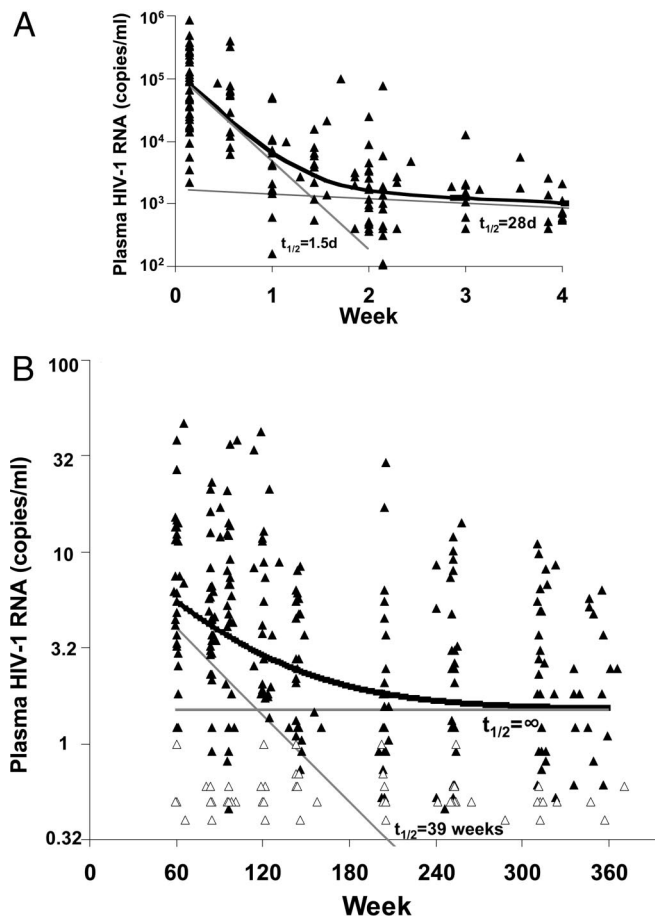 A
Plasma HIV-1 RNA (copies/ml)
10⁶
10⁵
10⁴
10³
10²
t₁/₂=1.5d
t₁/₂=28d
0 1 2 3 4
Week
B
Plasma HIV-1 RNA (copies/ml)
100
32
10
3.2
1
0.32
t₁/₂=∞
t₁/₂=39 weeks
0 60 120 180 240 300 360
Week